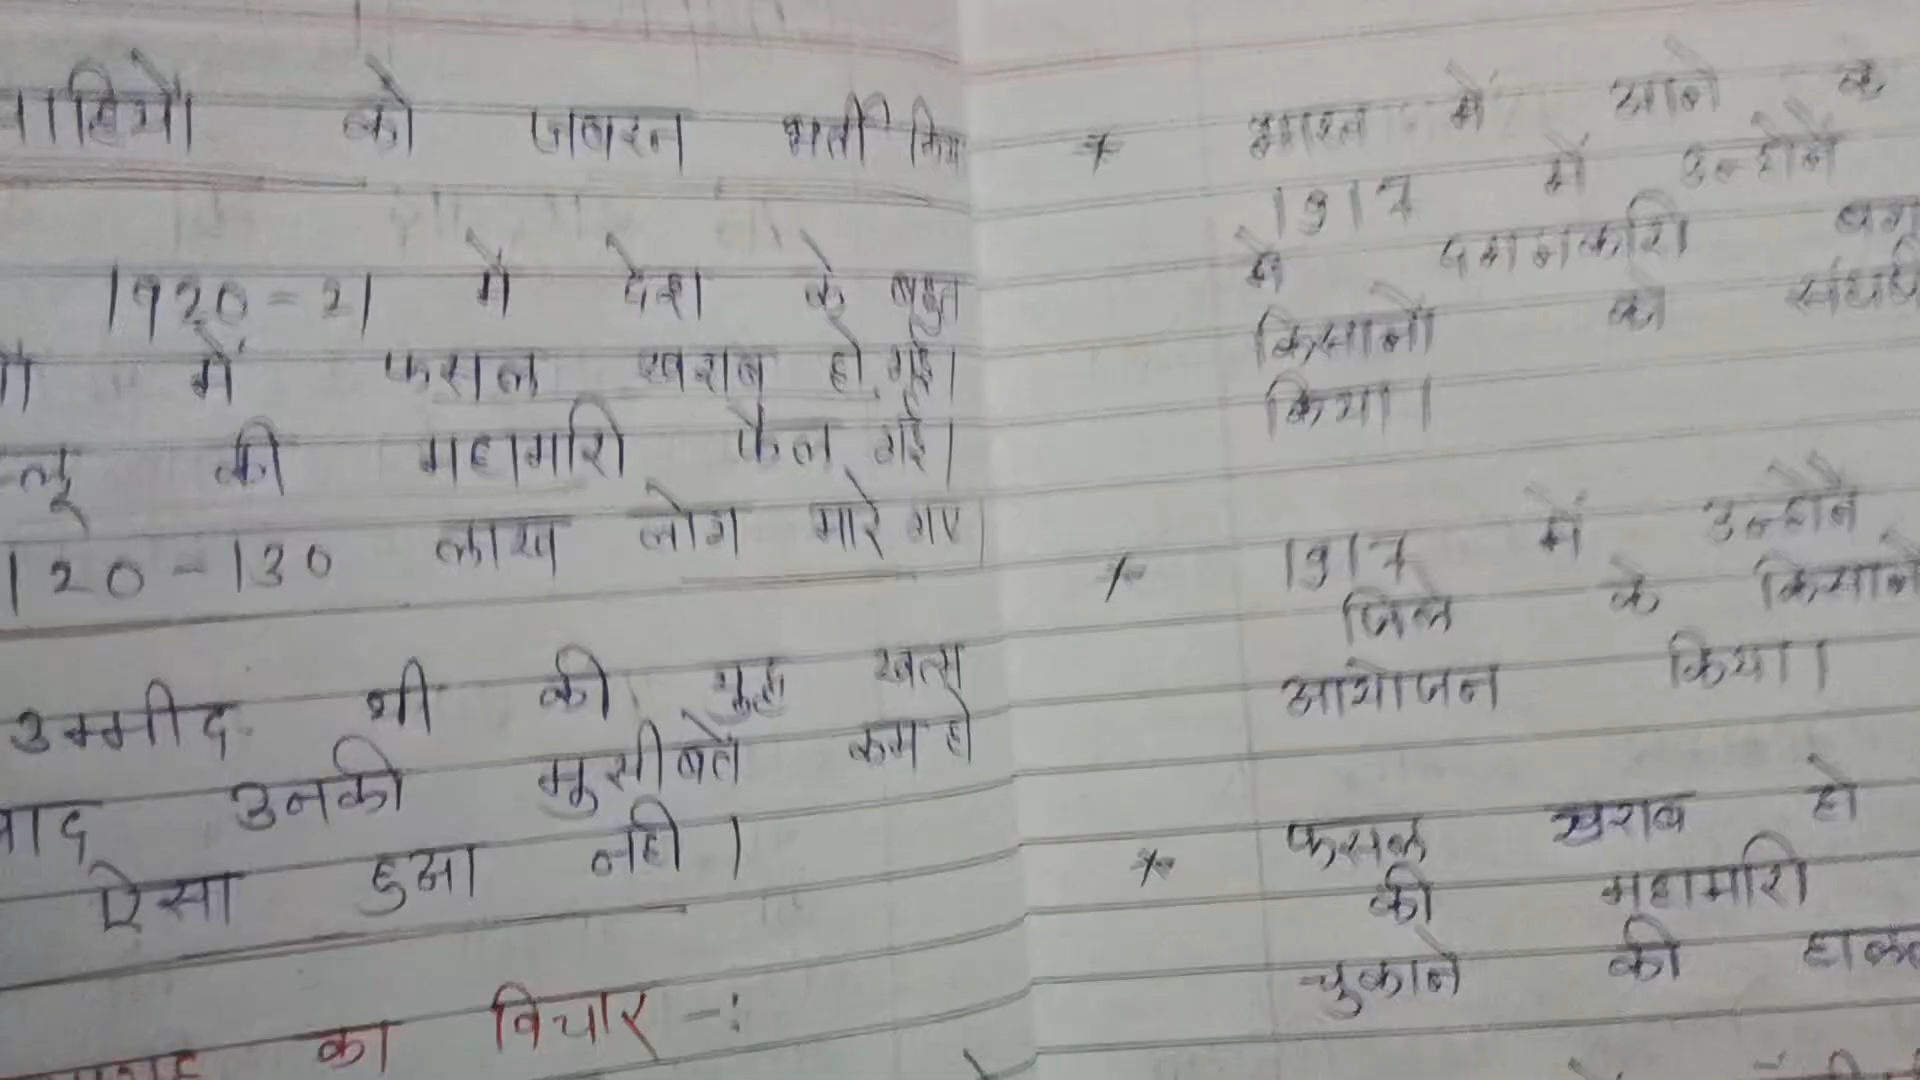 को जबरन भर्ती
1920-21 में देश के बहुत
में फसल खराब हो गई।
की महामारी फैल गई।
120-130 लाख लोग मारे गए।
उम्मीद थी की युद्ध खत्म
उनकी मुसीबतें कम हो
ऐसा हुआ नही।
का विचार -:
* भारत में आने के
1917 में उन्होंने
में दमनकारी
किसानों को
किया।
* 1917 में उन्होंने
जिले के
आयोजन किया।
* फसल खराब हो
की महामारी
चुकाने की